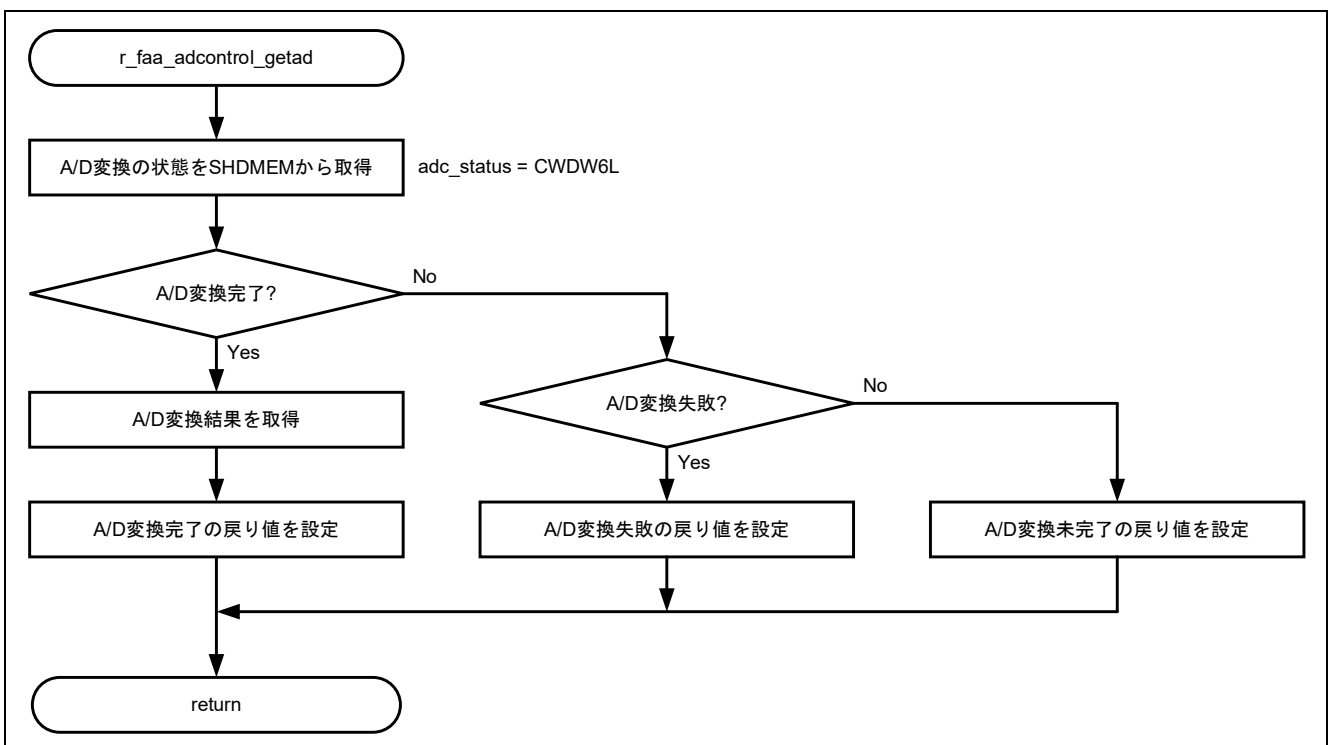 r_faa_adcontrol_getad
A/D変換の状態をSHDMEMから取得
adc_status = CWDW6L
A/D変換完了?
No
Yes
A/D変換失敗?
No
A/D変換結果を取得
Yes
A/D変換完了の戻り値を設定
A/D変換失敗の戻り値を設定
A/D変換未完了の戻り値を設定
return